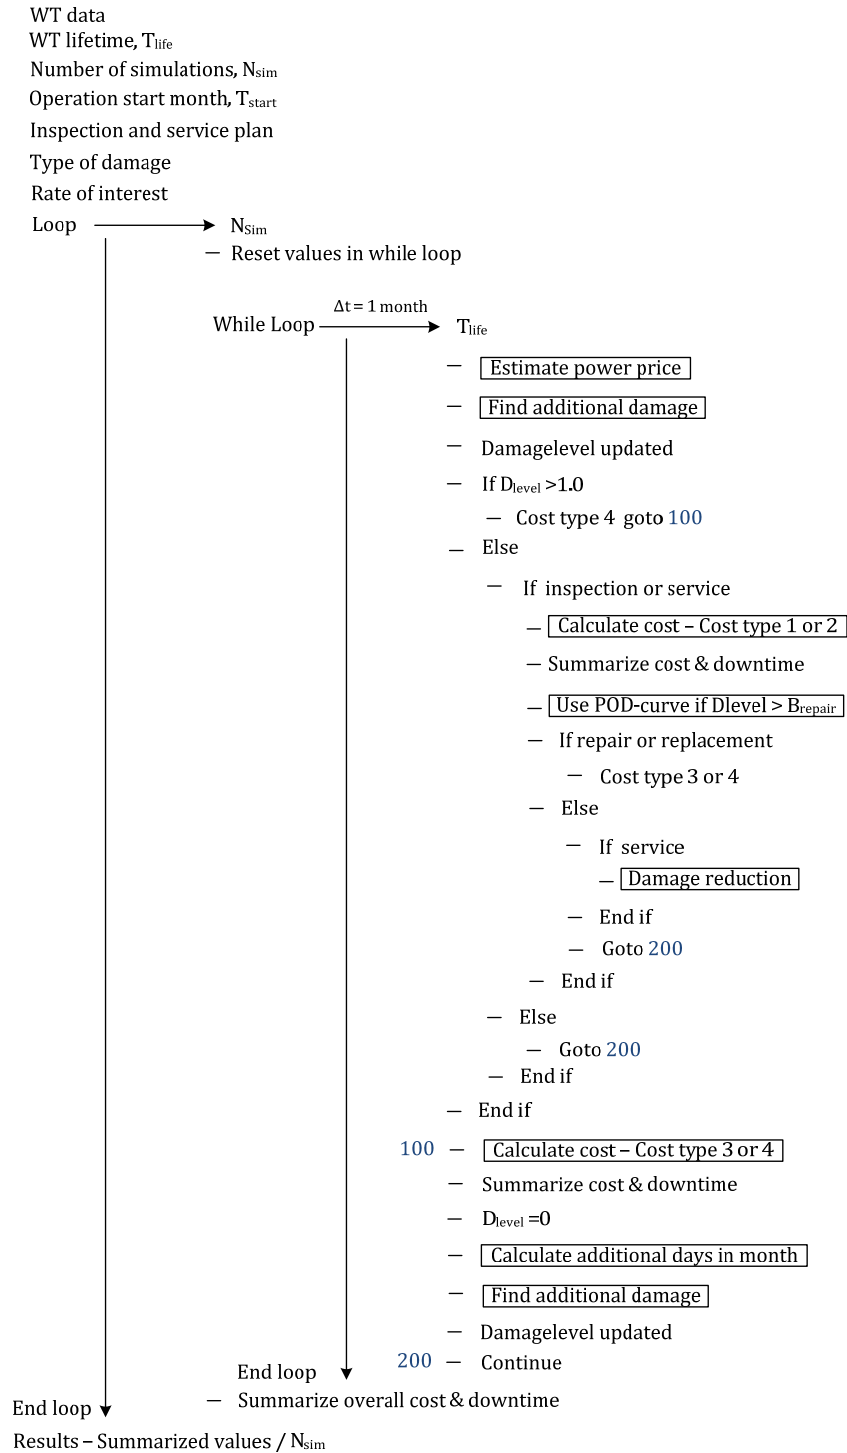 WT data
WT lifetime, Tlife
Number of simulations, Nsim
Operation start month, Tstart
Inspection and service plan
Type of damage
Rate of interest
Loop NSim
– Reset values in while loop
Δt = 1 month
While Loop Tlife
– Estimate power price
– Find additional damage
– Damagelevel updated
– If Dlevel >1.0
– Cost type 4 goto 100
– Else
– If inspection or service
– Calculate cost – Cost type 1 or 2
– Summarize cost & downtime
– Use POD-curve if Dlevel > Brepair
– If repair or replacement
– Cost type 3 or 4
– Else
– If service
– Damage reduction
– End if
– Goto 200
– End if
– Else
– Goto 200
– End if
– End if
100 – Calculate cost – Cost type 3 or 4
– Summarize cost & downtime
– Dlevel =0
– Calculate additional days in month
– Find additional damage
– Damagelevel updated
200 – Continue
End loop
– Summarize overall cost & downtime
End loop
Results – Summarized values / Nsim